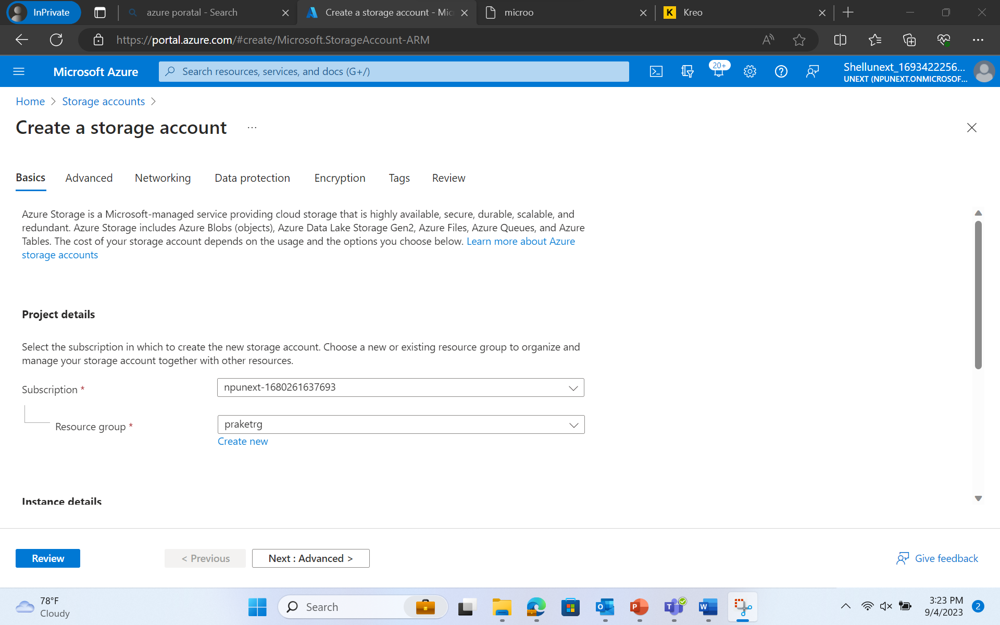 InPrivate
azure poratal - Search
Create a storage account - Mic
microo
K
Kreo
https://portal.azure.com/#create/Microsoft.StorageAccount-ARM
Microsoft Azure
Search resources, services, and docs (G+/)
20+
Shellunext_1693422256...
UNEXT (NPUNEXT.ONMICROSOF...
Home > Storage accounts >
Create a storage account ...
Basics Advanced Networking Data protection Encryption Tags Review
Azure Storage is a Microsoft-managed service providing cloud storage that is highly available, secure, durable, scalable, and
redundant. Azure Storage includes Azure Blobs (objects), Azure Data Lake Storage Gen2, Azure Files, Azure Queues, and Azure
Tables. The cost of your storage account depends on the usage and the options you choose below. Learn more about Azure
storage accounts
Project details
Select the subscription in which to create the new storage account. Choose a new or existing resource group to organize and
manage your storage account together with other resources.
Subscription *
npunext-1680261637693
Resource group *
praketrg
Create new
Instance details
Review
< Previous
Next : Advanced >
Give feedback
78°F
Cloudy
Search
3:23 PM
9/4/2023
2